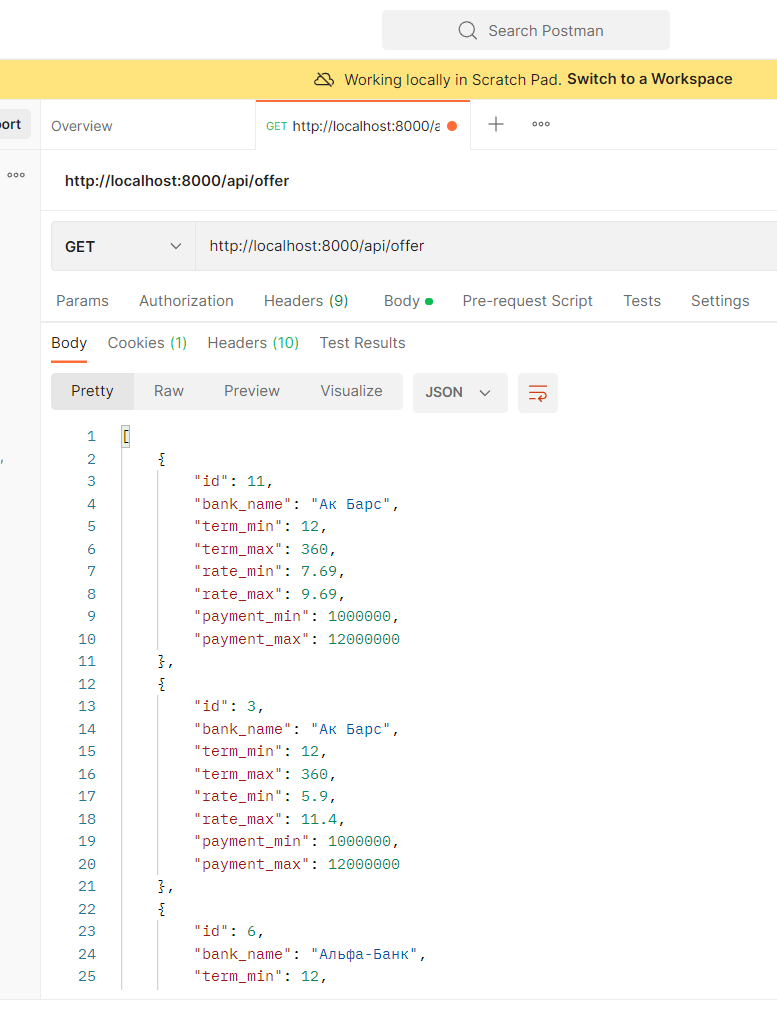 Search Postman
Working locally in Scratch Pad. Switch to a Workspace
ort
Overview
GET http://localhost:8000/a
http://localhost:8000/api/offer
GET http://localhost:8000/api/offer
Params Authorization Headers (9) Body Pre-request Script Tests Settings
Body Cookies (1) Headers (10) Test Results
Pretty Raw Preview Visualize JSON
1 [
2 {
3 "id": 11,
4 "bank_name": "Ак Барс",
5 "term_min": 12,
6 "term_max": 360,
7 "rate_min": 7.69,
8 "rate_max": 9.69,
9 "payment_min": 1000000,
10 "payment_max": 12000000
11 },
12 {
13 "id": 3,
14 "bank_name": "Ак Барс",
15 "term_min": 12,
16 "term_max": 360,
17 "rate_min": 5.9,
18 "rate_max": 11.4,
19 "payment_min": 1000000,
20 "payment_max": 12000000
21 },
22 {
23 "id": 6,
24 "bank_name": "Альфа-Банк",
25 "term_min": 12,